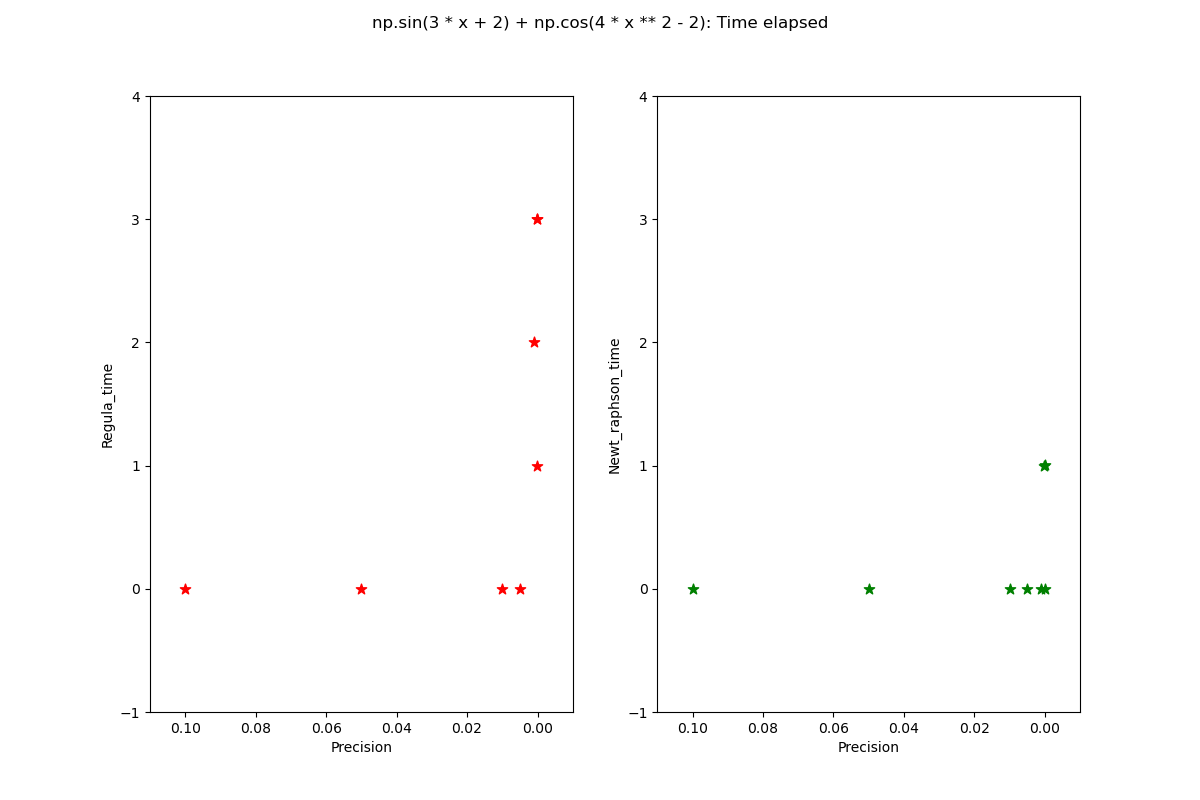 np.sin(3 * x + 2) + np.cos(4 * x ** 2 - 2): Time elapsed
4
3
2
1
0
−1
Regula_time
0.10 0.08 0.06 0.04 0.02 0.00
Precision
4
3
2
1
0
−1
Newt_raphson_time
0.10 0.08 0.06 0.04 0.02 0.00
Precision